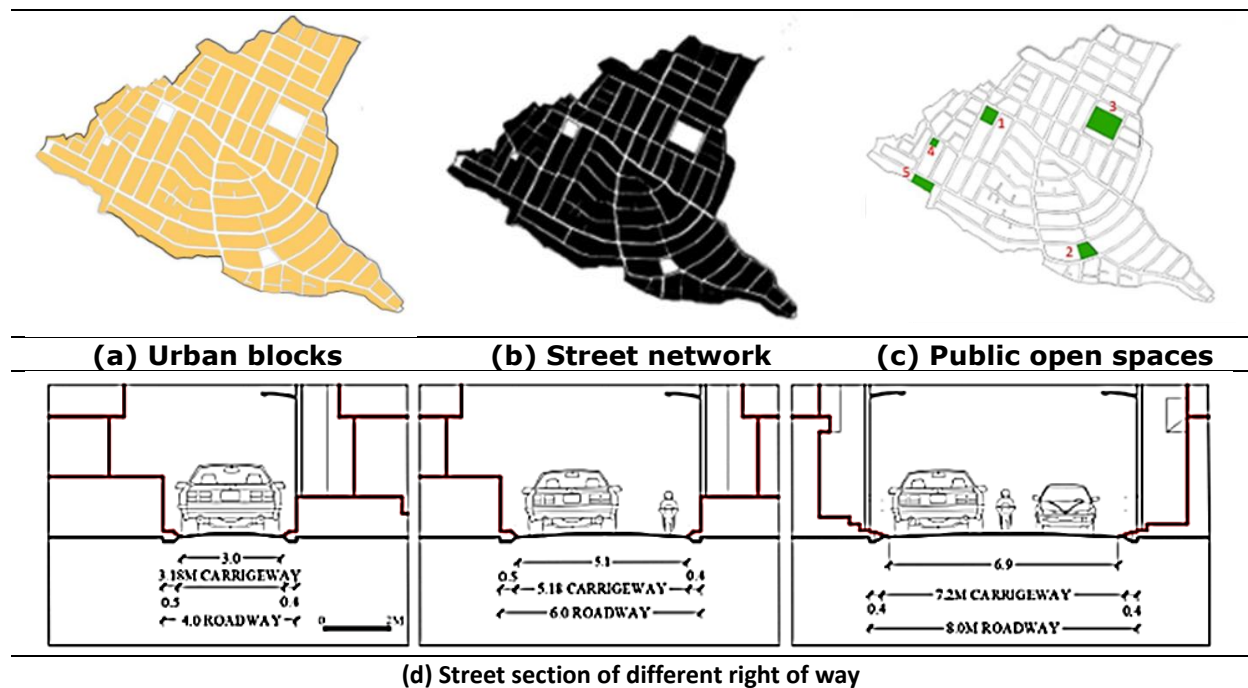 3
1
4
5
2
(a) Urban blocks
(b) Street network
(c) Public open spaces
3.0
3.18M CARRIGEWAY
0.5 0.4
4.0 ROADWAY
0 2M
5.1
0.5 5.18 CARRIGEWAY 0.4
6.0 ROADWAY
6.9
7.2M CARRIGEWAY
0.4 0.4
8.0M ROADWAY
(d) Street section of different right of way